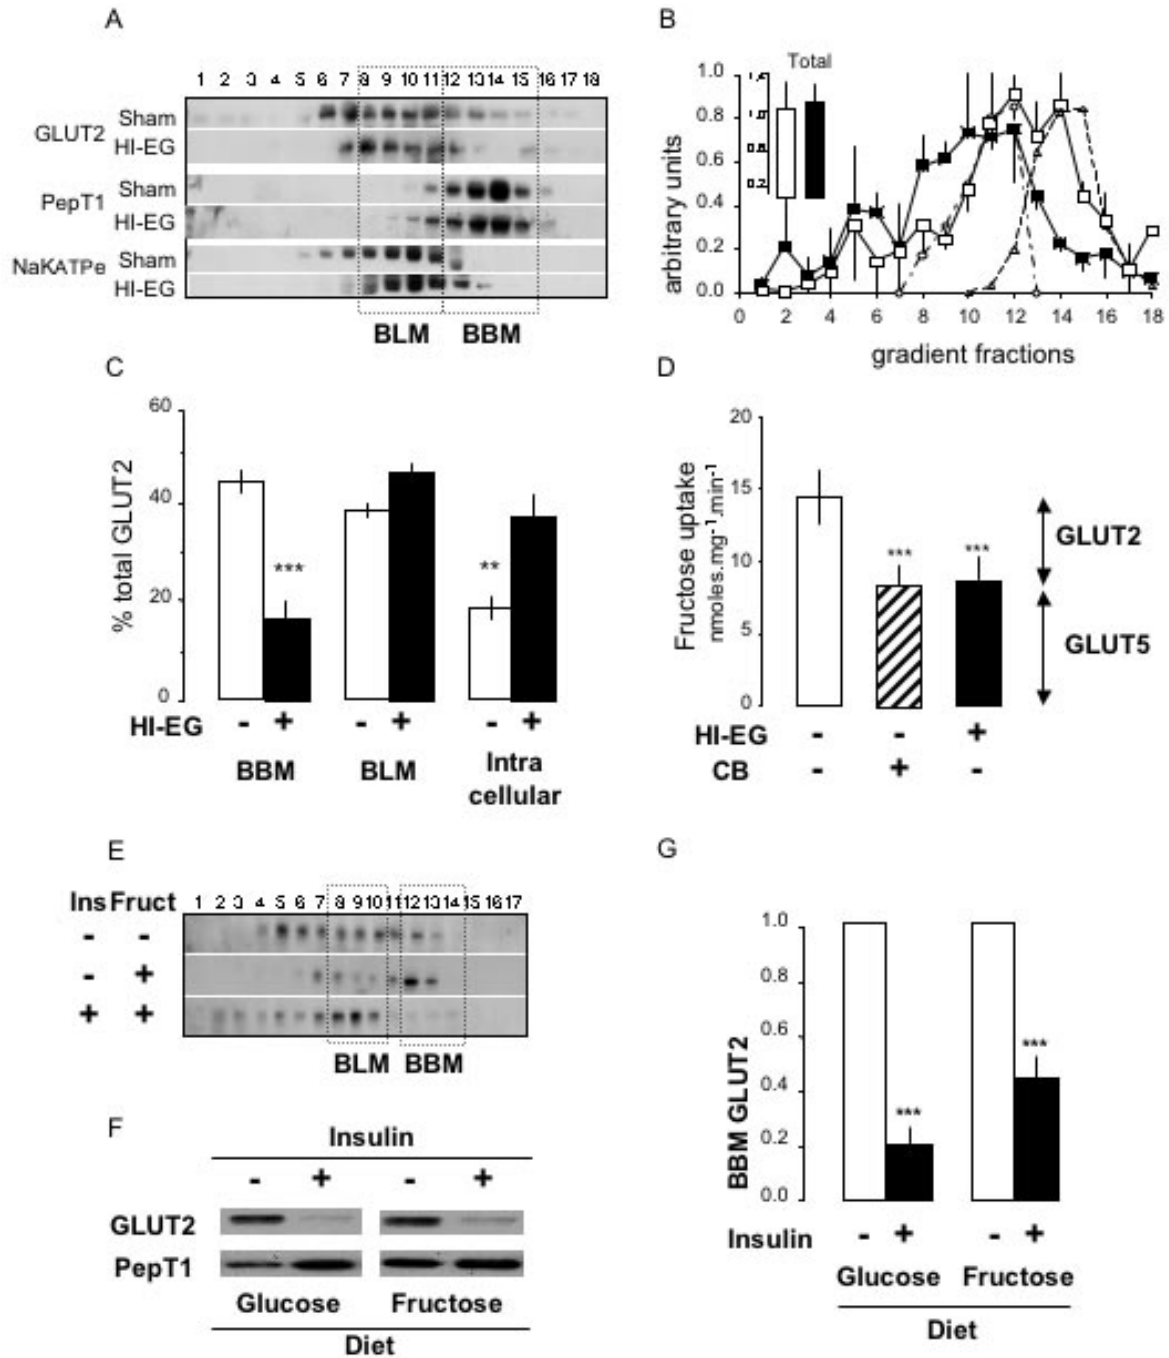 A
1 2 3 4 5 6 7 8 9 10 11 12 13 14 15 16 17 18
GLUT2
Sham
HI-EG
PepT1
Sham
HI-EG
NaKATPe
Sham
HI-EG
BLM BBM
B
Total
arbitrary units
1.0
0.8
0.6
0.4
0.2
0.0
0 2 4 6 8 10 12 14 16 18
gradient fractions
C
% total GLUT2
60
40
20
0
***
**
HI-EG - + - + - +
BBM BLM Intra
cellular
D
Fructose uptake
nmoles.mg-1.min-1
20
15
10
5
0
*** ***
GLUT2
GLUT5
HI-EG - - +
CB - + -
E
Ins Fruct 1 2 3 4 5 6 7 8 9 10 11 12 13 14 15 16 17
- -
- +
+ +
BLM BBM
F
Insulin
- + - +
GLUT2
PepT1
Glucose Fructose
Diet
G
BBM GLUT2
1.0
0.8
0.6
0.4
0.2
0.0
***
***
Insulin - + - +
Glucose Fructose
Diet